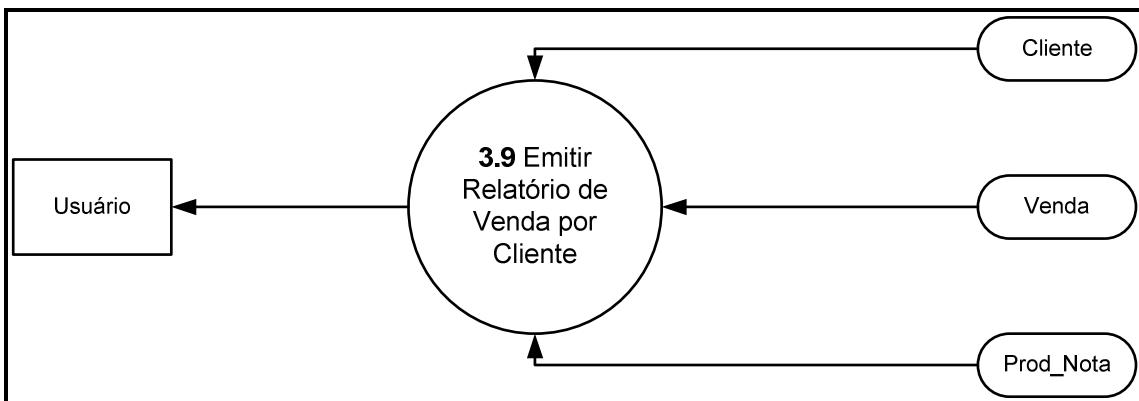 Cliente
3.9 Emitir
Relatório de
Venda por
Cliente
Usuário
Venda
Prod_Nota